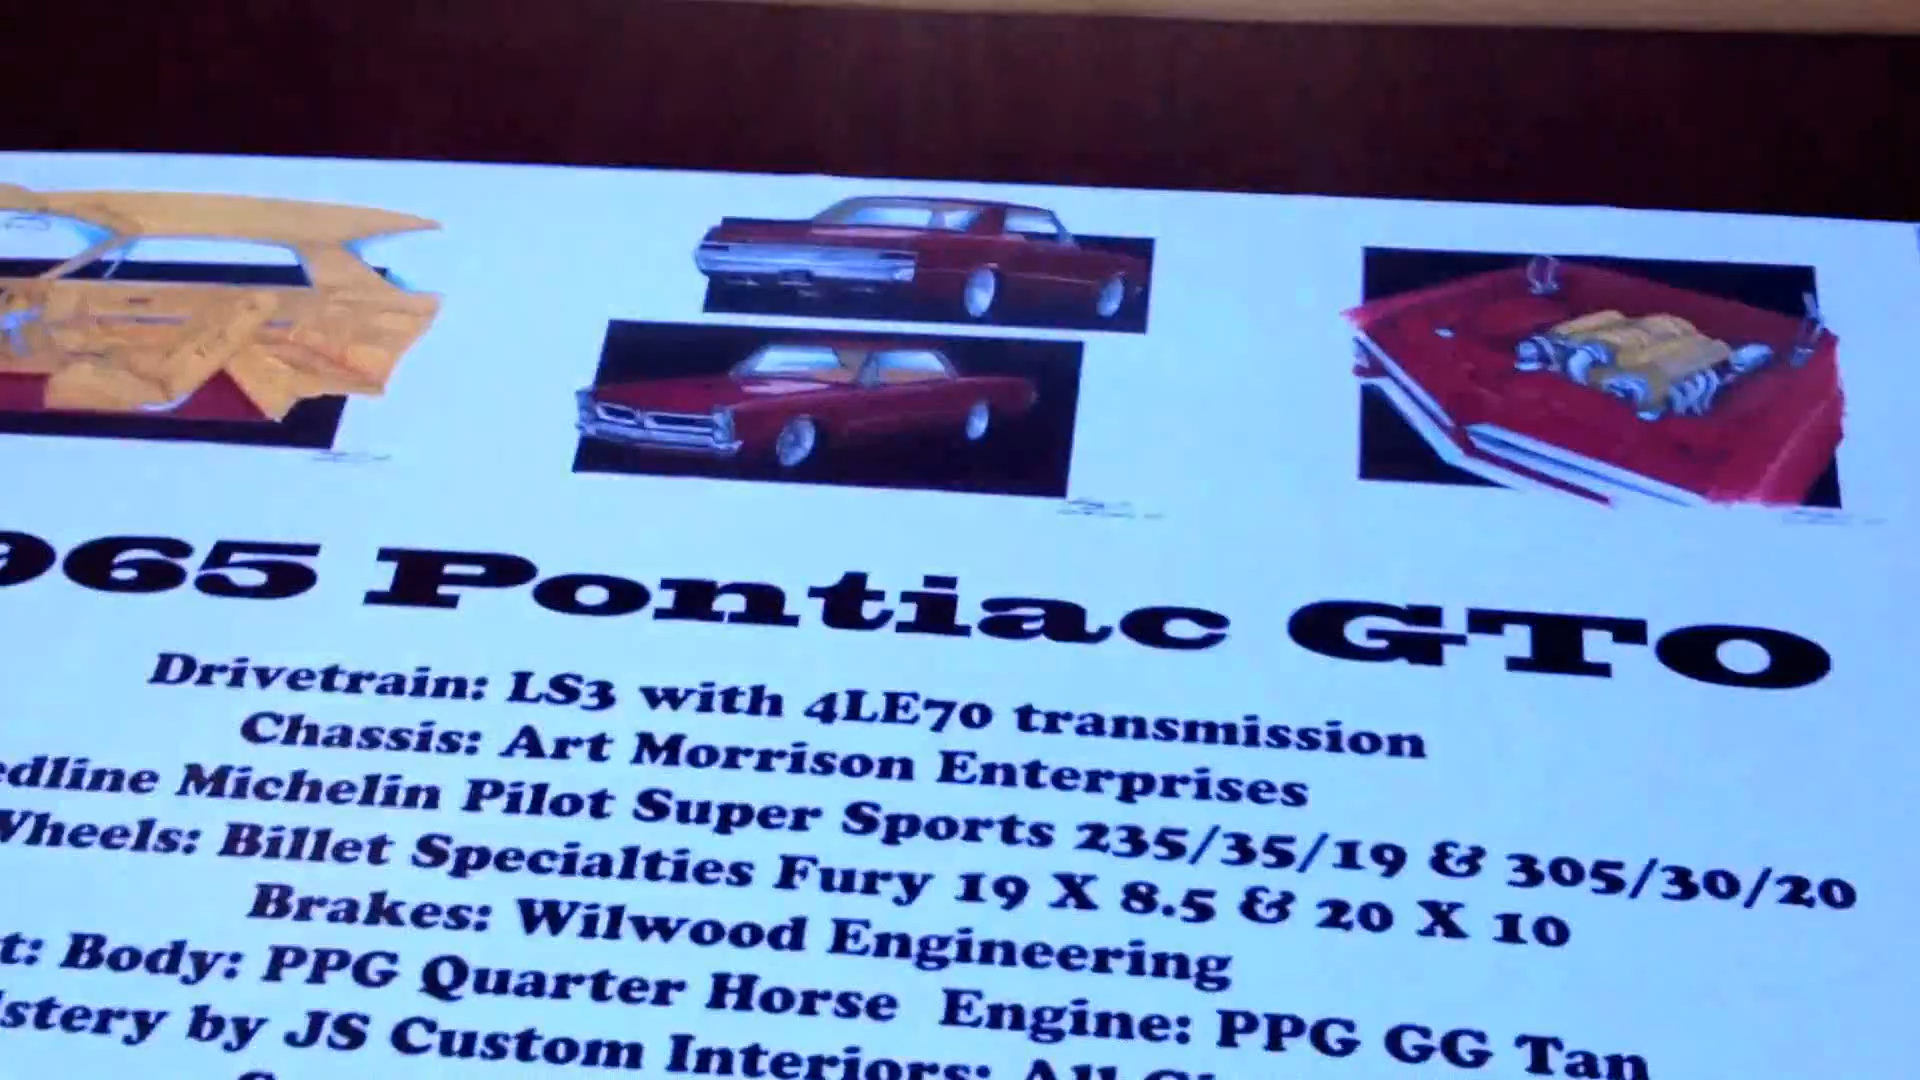 965 Pontiac GTO
Drivetrain: LS3 with 4LE70 transmission
Chassis: Art Morrison Enterprises
edline Michelin Pilot Super Sports 235/35/19 & 305/30/20
Wheels: Billet Specialties Fury 19 X 8.5 & 20 X 10
Brakes: Wilwood Engineering
t: Body: PPG Quarter Horse Engine: PPG GG Tan
stery by JS Custom Interiors: